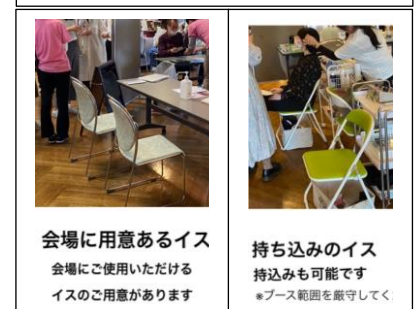 会場に用意あるイス
会場にご使用いただける
イスのご用意があります
持ち込みのイス
持込みも可能です
※ブース範囲を厳守してく